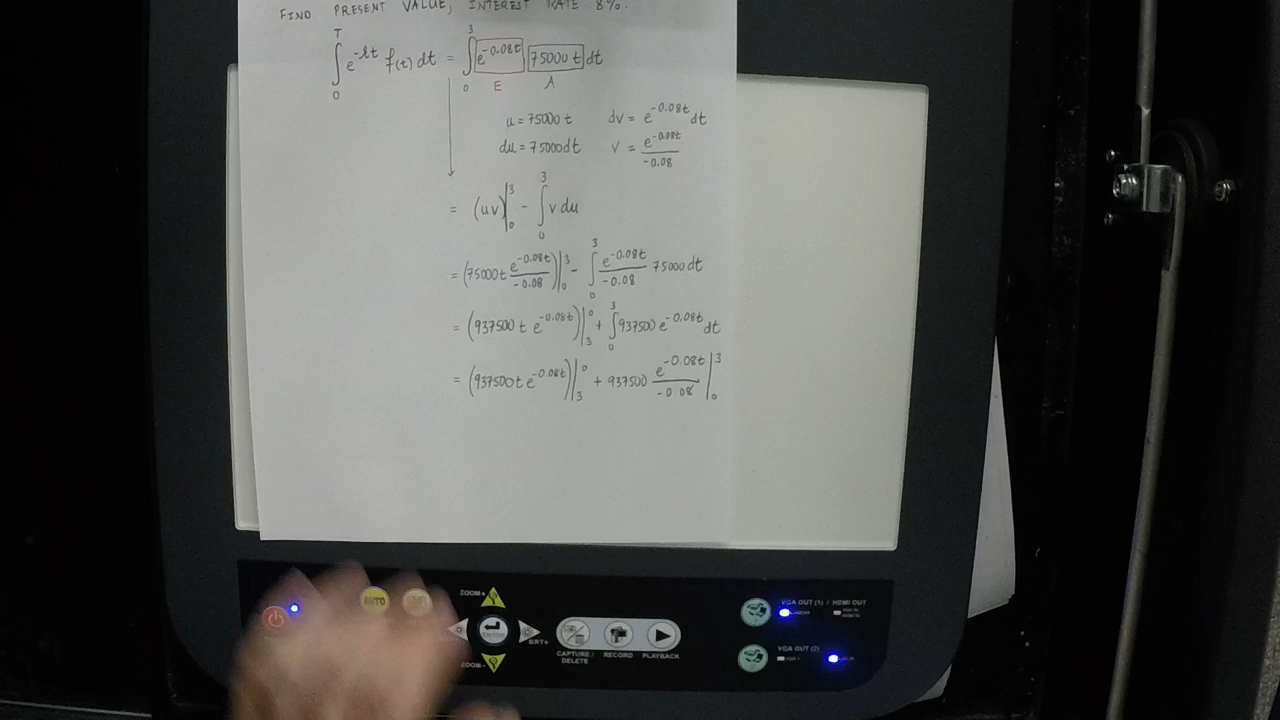 FIND PRESENT VALUE, INTEREST RATE 8%.
∫₀ᵀ e^{-rt} f(t) dt = ∫₀³ e^{-0.08t} 75000 t dt
E A
u = 75000 t dv = e^{-0.08t} dt
du = 75000 dt v = e^{-0.08t} / -0.08
= (uv)|₀³ - ∫₀³ v du
= (75000 t e^{-0.08t} / -0.08)|₀³ - ∫₀³ e^{-0.08t} / -0.08 75000 dt
= (937500 t e^{-0.08t})|₃⁰ + ∫₀³ 937500 e^{-0.08t} dt
= (937500 t e^{-0.08t})|₃⁰ + 937500 e^{-0.08t} / -0.08 |₀³
AUTO
ZOOM+
BRT+
ZOOM-
CAPTURE / DELETE
RECORD
PLAYBACK
VGA OUT (1) / HDMI OUT
VGA OUT (2)